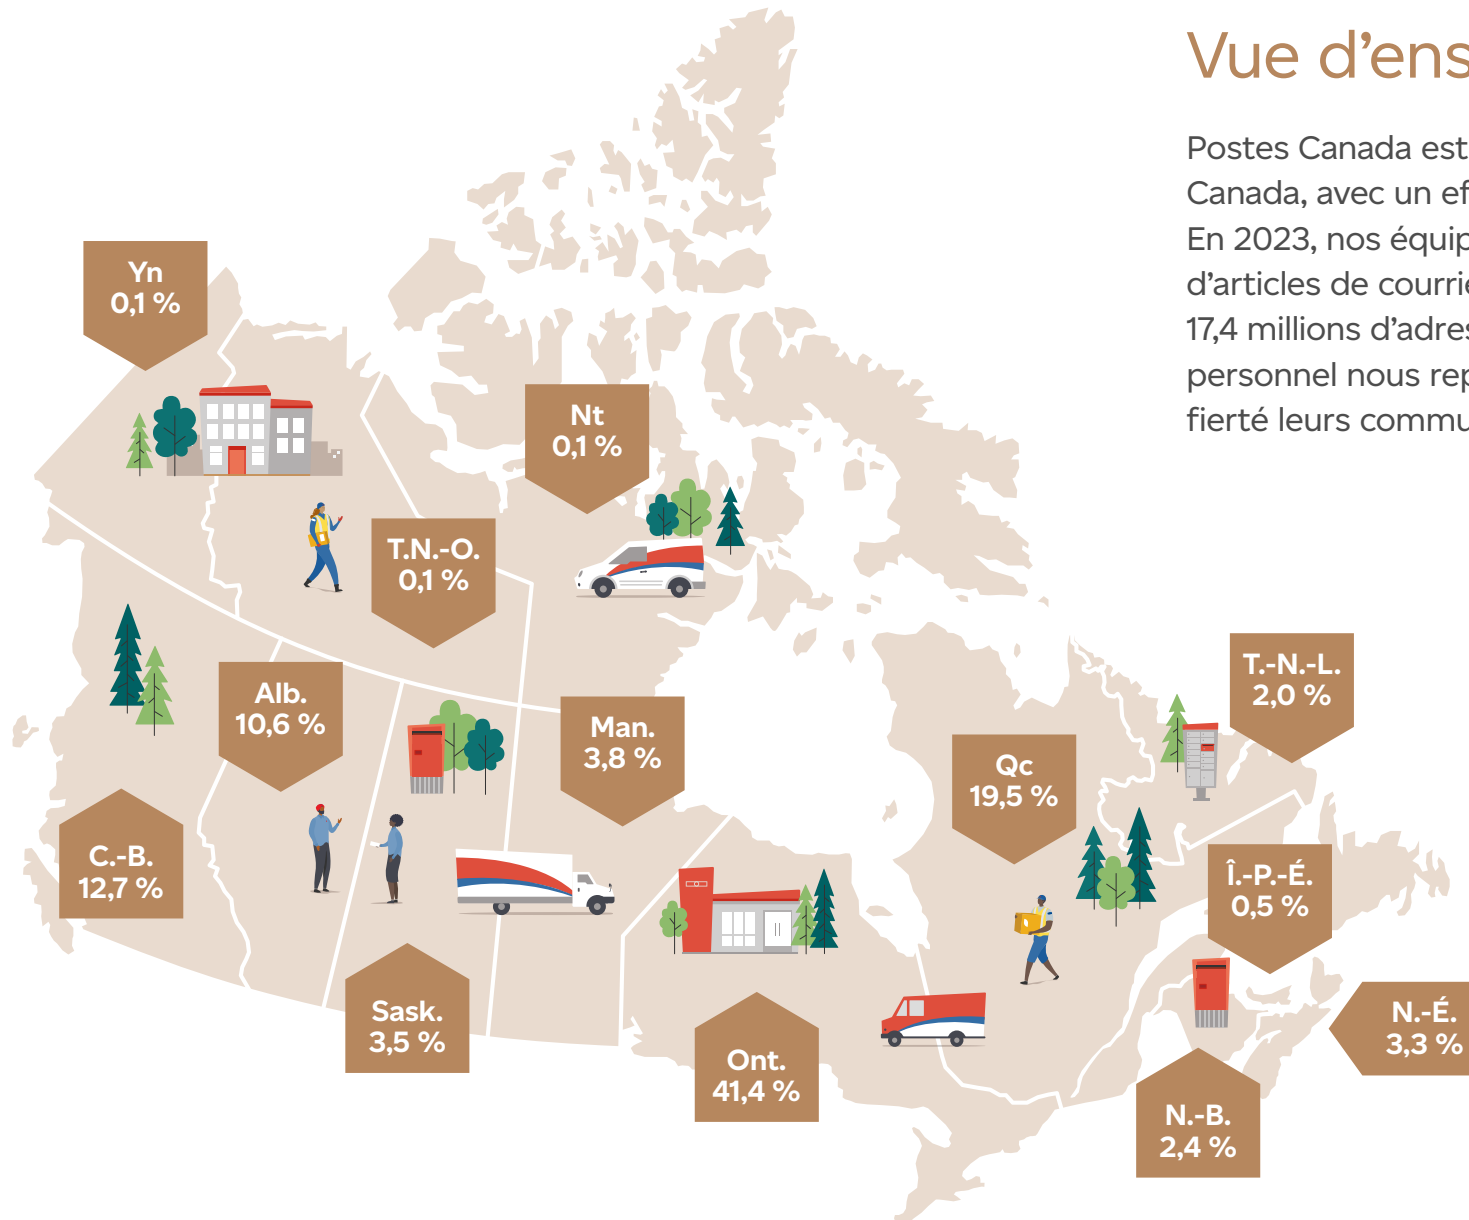 Vue d'ens
Postes Canada est
Canada, avec un ef
En 2023, nos équip
d'articles de courrie
17,4 millions d'adres
personnel nous rep
fierté leurs commu
Yn
0,1 %
Nt
0,1 %
T.N.-O.
0,1 %
T.-N.-L.
2,0 %
Alb.
10,6 %
Man.
3,8 %
Qc
19,5 %
C.-B.
12,7 %
Î.-P.-É.
0,5 %
Sask.
3,5 %
N.-É.
3,3 %
Ont.
41,4 %
N.-B.
2,4 %